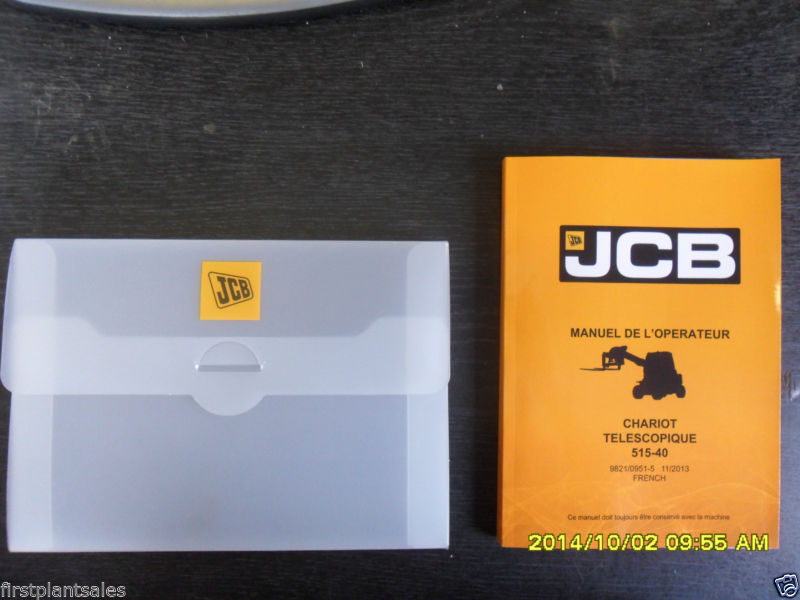 JCB
JCB
JCB
MANUEL DE L'OPERATEUR
CHARIOT
TELESCOPIQUE
515-40
9821/0951-5 11/2013
FRENCH
Ce manuel doit toujours être conservé avec la machine
2014/10/02 09:55 AM
firstplantsales